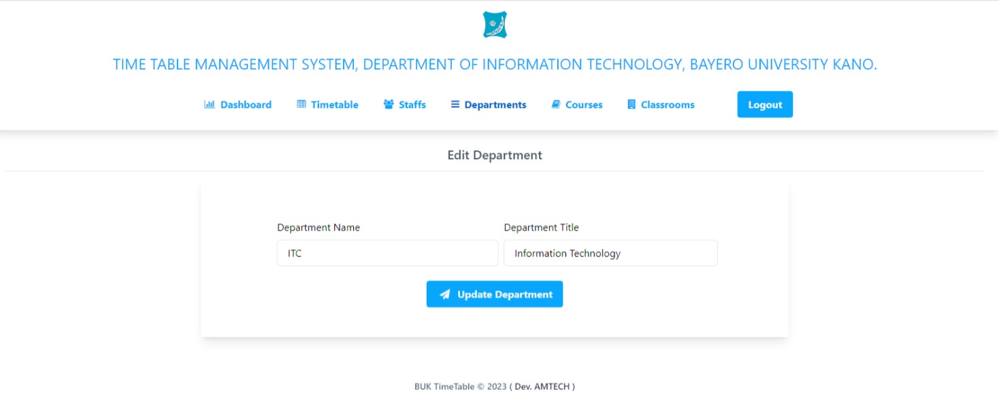 TIME TABLE MANAGEMENT SYSTEM, DEPARTMENT OF INFORMATION TECHNOLOGY, BAYERO UNIVERSITY KANO.
Dashboard Timetable Staffs Departments Courses Classrooms Logout
Edit Department
Department Name Department Title
ITC Information Technology
Update Department
BUK TimeTable © 2023 ( Dev. AMTECH )